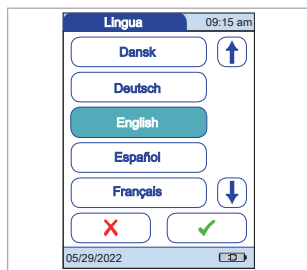 Lingua 09:15 am
Dansk
Deutsch
English
Español
Français
05/29/2022